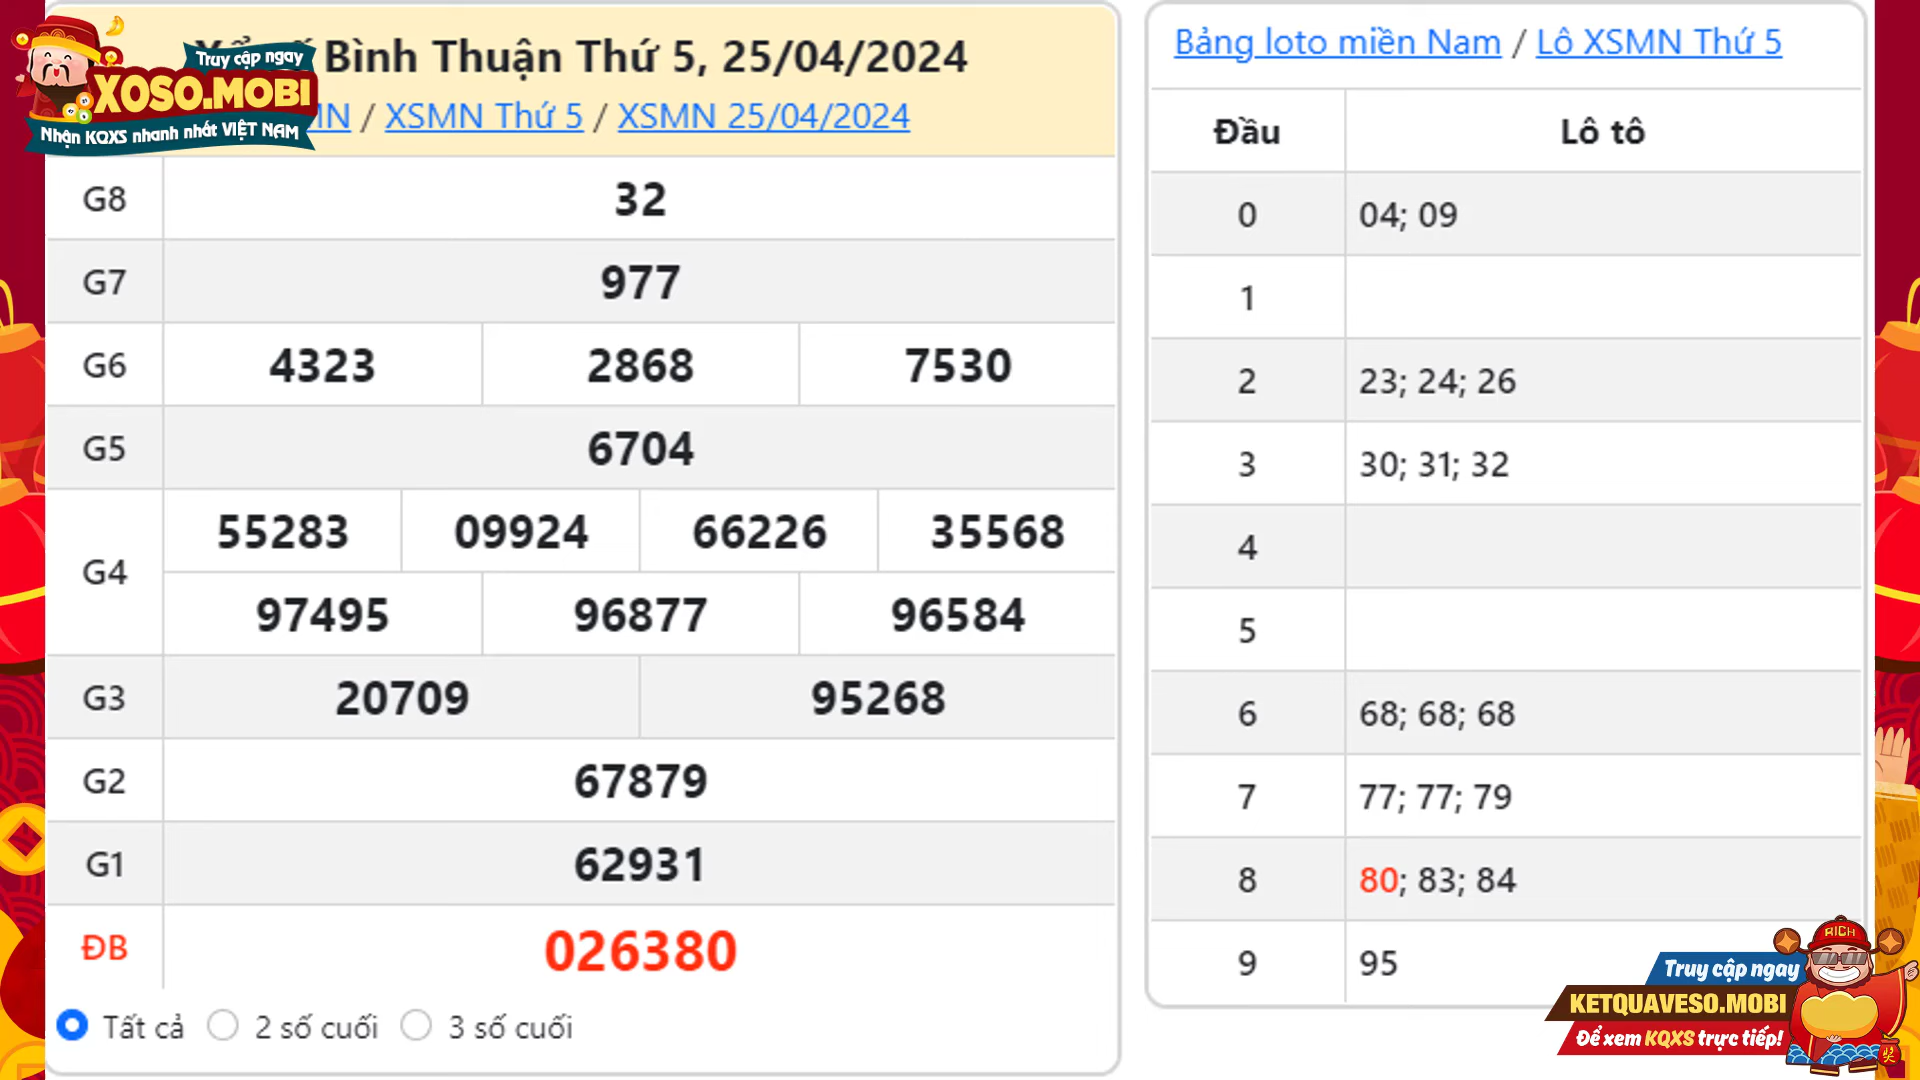 Bình Thuận Thứ 5, 25/04/2024
Truy cập ngay
XOSO.MOBI
Nhận KQXS nhanh nhất VIỆT NAM
/ XSMN Thứ 5 / XSMN 25/04/2024
G8 32
G7 977
G6 4323 2868 7530
G5 6704
G4 55283 09924 66226 35568
97495 96877 96584
G3 20709 95268
G2 67879
G1 62931
ĐB 026380
Tất cả 2 số cuối 3 số cuối
Bảng loto miền Nam / Lô XSMN Thứ 5
Đầu Lô tô
0 04; 09
1
2 23; 24; 26
3 30; 31; 32
4
5
6 68; 68; 68
7 77; 77; 79
8 80; 83; 84
9 95
RICH
Truy cập ngay
KETQUAVESO.MOBI
Để xem KQXS trực tiếp!